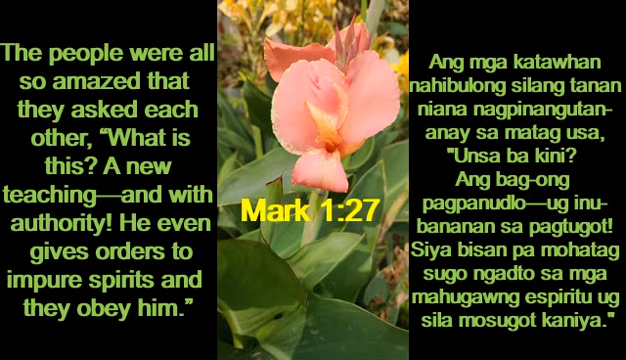 The people were all
so amazed that
they asked each
other, “What is
this? A new
teaching—and with
authority! He even
gives orders to
impure spirits and
they obey him.”
Mark 1:27
Ang mga katawhan
nahibulong silang tanan
niana nagpinangutan-
anay sa matag usa,
"Unsa ba kini?
Ang bag-ong
pagpanudlo—ug inu-
bananan sa pagtugot!
Siya bisan pa mohatag
sugo ngadto sa mga
mahugawng espiritu ug
sila mosugot kaniya."